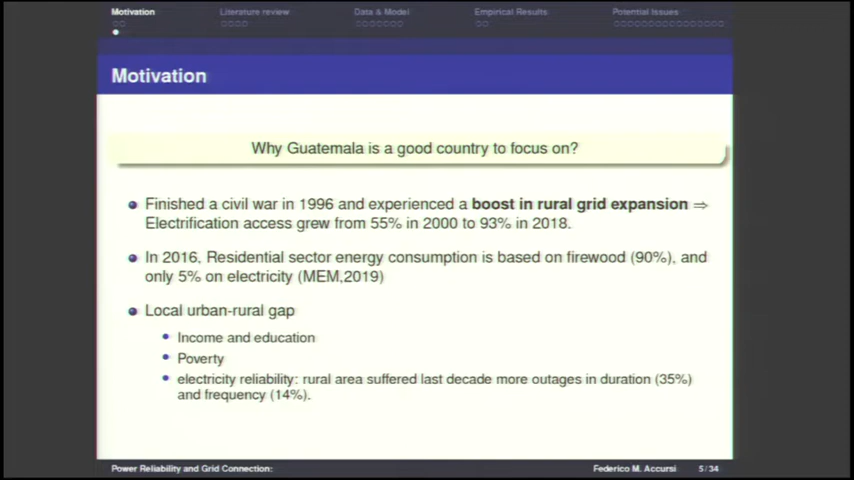 Motivation Literature review Data & Model Empirical Results Potential Issues
Motivation
Why Guatemala is a good country to focus on?
Finished a civil war in 1996 and experienced a boost in rural grid expansion ⇒
Electrification access grew from 55% in 2000 to 93% in 2018.
In 2016, Residential sector energy consumption is based on firewood (90%), and
only 5% on electricity (MEM,2019)
Local urban-rural gap
Income and education
Poverty
electricity reliability: rural area suffered last decade more outages in duration (35%)
and frequency (14%).
Power Reliability and Grid Connection: Federico M. Accursi 5/34